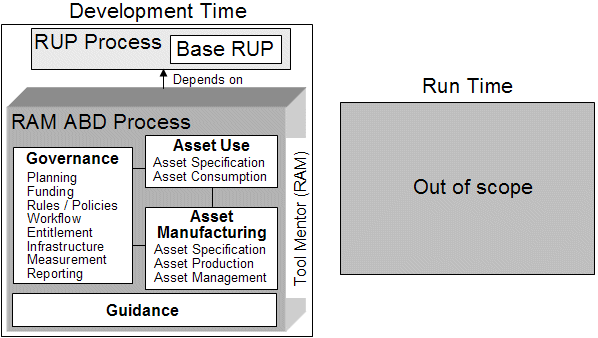 Development Time
RUP Process
Base RUP
Depends on
RAM ABD Process
Governance
Planning
Funding
Rules / Policies
Workflow
Entitlement
Infrastructure
Measurement
Reporting
Asset Use
Asset Specification
Asset Consumption
Asset
Manufacturing
Asset Specification
Asset Production
Asset Management
Guidance
Tool Mentor (RAM)
Run Time
Out of scope